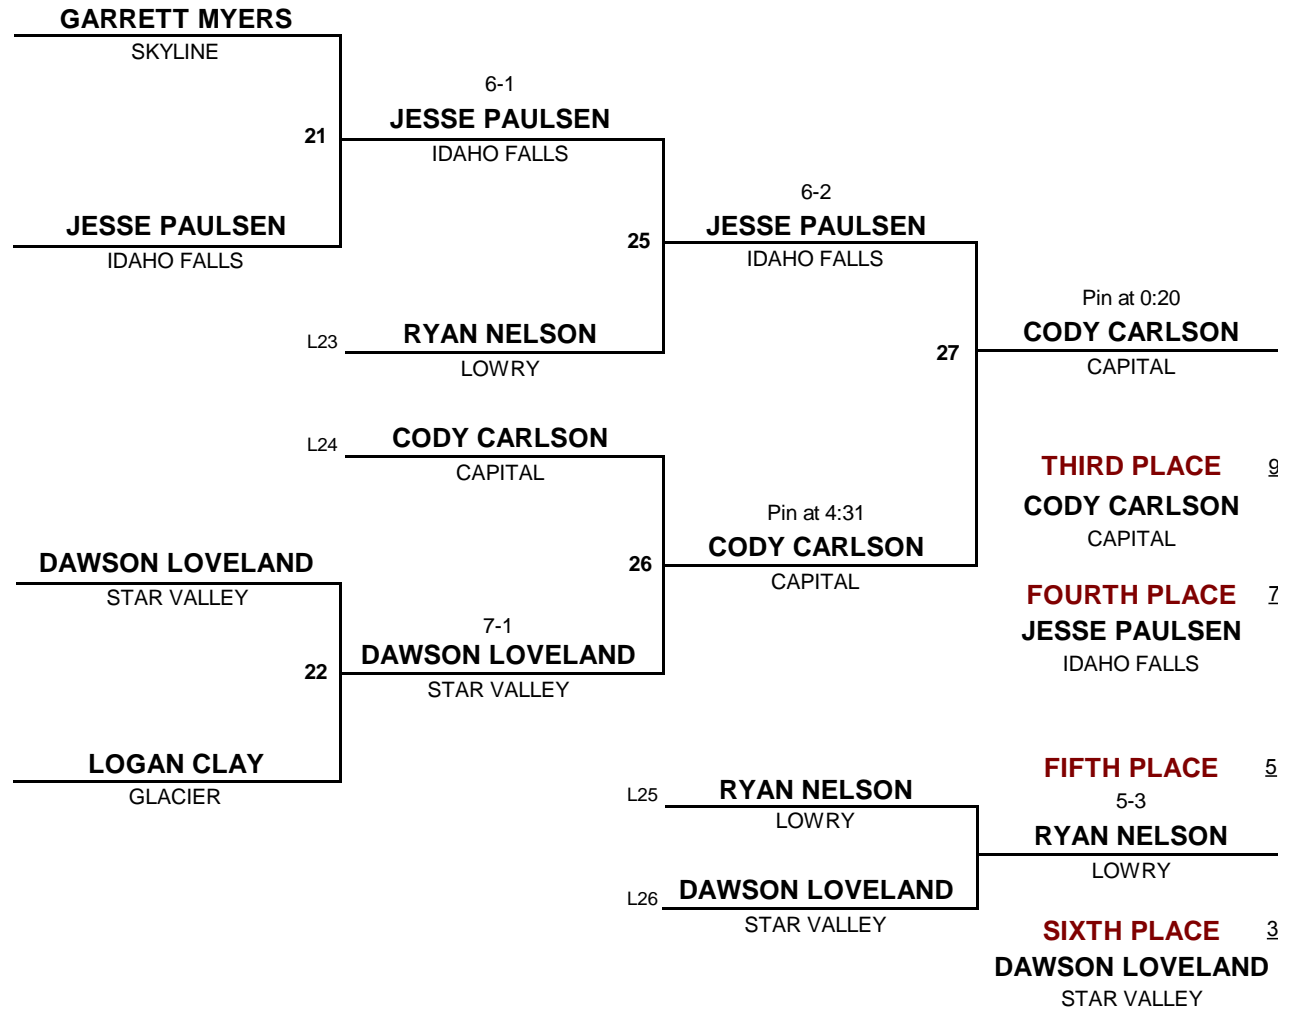 GARRETT MYERS
SKYLINE
6-1
21
JESSE PAULSEN
IDAHO FALLS
JESSE PAULSEN
IDAHO FALLS
6-2
25
JESSE PAULSEN
IDAHO FALLS
L23
RYAN NELSON
LOWRY
Pin at 0:20
27
CODY CARLSON
CAPITAL
L24
CODY CARLSON
CAPITAL
THIRD PLACE 9
CODY CARLSON
CAPITAL
Pin at 4:31
26
CODY CARLSON
CAPITAL
DAWSON LOVELAND
STAR VALLEY
FOURTH PLACE 7
JESSE PAULSEN
IDAHO FALLS
7-1
22
DAWSON LOVELAND
STAR VALLEY
LOGAN CLAY
GLACIER
FIFTH PLACE 5
5-3
L25
RYAN NELSON
LOWRY
RYAN NELSON
LOWRY
L26
DAWSON LOVELAND
STAR VALLEY
SIXTH PLACE 3
DAWSON LOVELAND
STAR VALLEY